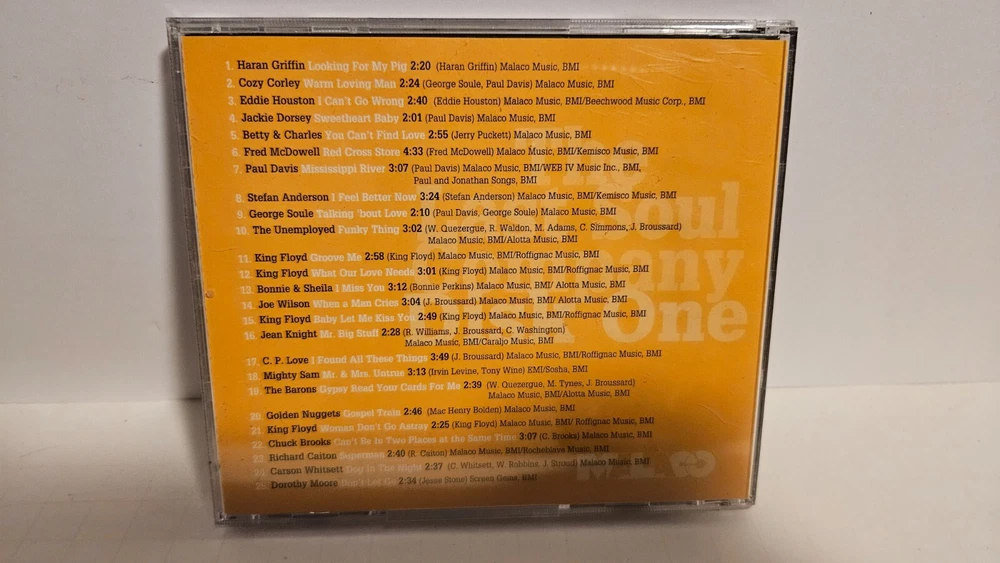 1. Haran Griffin Looking For My Pig 2:20 (Haran Griffin) Malaco Music, BMI
2. Cozy Corley Warm Loving Man 2:24 (George Soule, Paul Davis) Malaco Music, BMI
3. Eddie Houston I Can't Go Wrong 2:40 (Eddie Houston) Malaco Music, BMI/Beechwood Music Corp., BMI
4. Jackie Dorsey Sweetheart Baby 2:01 (Paul Davis) Malaco Music, BMI
5. Betty & Charles You Can't Find Love 2:55 (Jerry Puckett) Malaco Music, BMI
6. Fred McDowell Red Cross Store 4:33 (Fred McDowell) Malaco Music, BMI/Kemisco Music, BMI
7. Paul Davis Mississippi River 3:07 (Paul Davis) Malaco Music, BMI/WEB IV Music Inc., BMI,
Paul and Jonathan Songs, BMI
8. Stefan Anderson I Feel Better Now 3:24 (Stefan Anderson) Malaco Music, BMI/Kemisco Music, BMI
9. George Soule Talking 'bout Love 2:10 (Paul Davis, George Soule) Malaco Music, BMI
10. The Unemployed Funky Thing 3:02 (W. Quezergue, R. Waldon, M. Adams, C. Simmons, J. Broussard)
Malaco Music, BMI/Alotta Music, BMI
11. King Floyd Groove Me 2:58 (King Floyd) Malaco Music, BMI/Roffignac Music, BMI
12. King Floyd What Our Love Needs 3:01 (King Floyd) Malaco Music, BMI/Roffignac Music, BMI
13. Bonnie & Sheila I Miss You 3:12 (Bonnie Perkins) Malaco Music, BMI/ Alotta Music, BMI
14. Joe Wilson When a Man Cries 3:04 (J. Broussard) Malaco Music, BMI/ Alotta Music, BMI
15. King Floyd Baby Let Me Kiss You 2:49 (King Floyd) Malaco Music, BMI/Roffignac Music, BMI
16. Jean Knight Mr. Big Stuff 2:28 (R. Williams, J. Broussard, C. Washington)
Malaco Music, BMI/Caraljo Music, BMI
17. C. P. Love I Found All These Things 3:49 (J. Broussard) Malaco Music, BMI/Roffignac Music, BMI
18. Mighty Sam Mr. & Mrs. Untrue 3:13 (Irvin Levine, Tony Wine) EMI/Sosha, BMI
19. The Barons Gypsy Read Your Cards For Me 2:39 (W. Quezergue, M. Tynes, J. Broussard)
Malaco Music, BMI/Alotta Music, BMI
20. Golden Nuggets Gospel Train 2:46 (Mac Henry Bolden) Malaco Music, BMI
21. King Floyd Woman Don't Go Astray 2:25 (King Floyd) Malaco Music, BMI/ Roffignac Music, BMI
22. Chuck Brooks Can't Be in Two Places at the Same Time 3:07 (C. Brooks) Malaco Music, BMI
23. Richard Caiton Superman 2:40 (R. Caiton) Malaco Music, BMI/Rocheblave Music, BMI
24. Carson Whitsett Dog In The Night 2:37 (C. Whitsett, W. Robbins, J. Stroud) Malaco Music, BMI
25. Dorothy Moore Don't Let Go 2:34 (Jesse Stone) Screen Gems, BMI
The
Soul
One